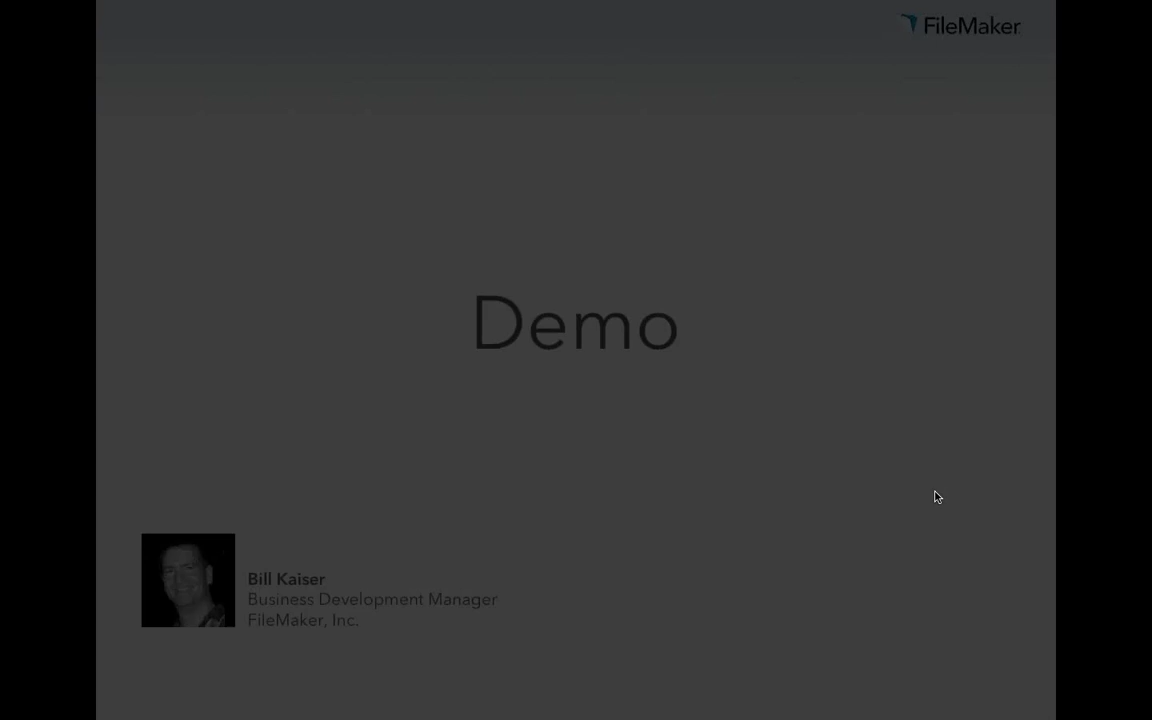 FileMaker
Demo
Bill Kaiser
Business Development Manager
FileMaker, Inc.